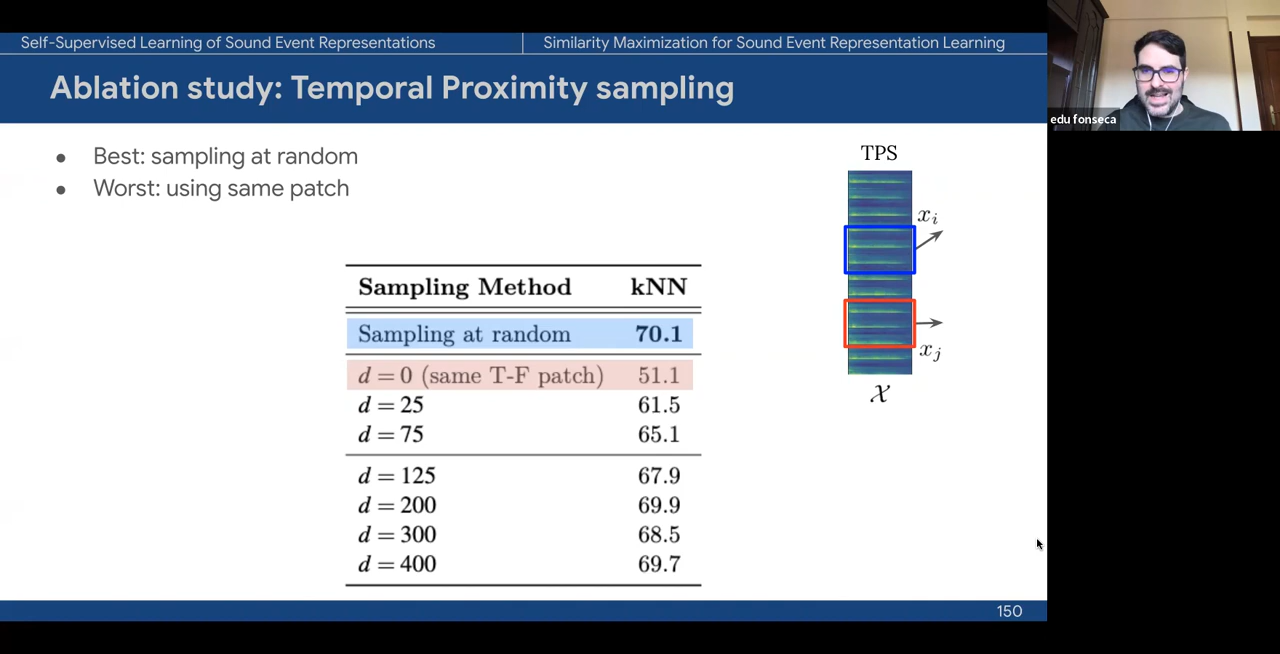 Self-Supervised Learning of Sound Event Representations
Similarity Maximization for Sound Event Representation Learning
Ablation study: Temporal Proximity sampling
edu fonseca
● Best: sampling at random
● Worst: using same patch
TPS
x_i
x_j
𝒳
Sampling Method kNN
Sampling at random 70.1
d = 0 (same T-F patch) 51.1
d = 25 61.5
d = 75 65.1
d = 125 67.9
d = 200 69.9
d = 300 68.5
d = 400 69.7
150